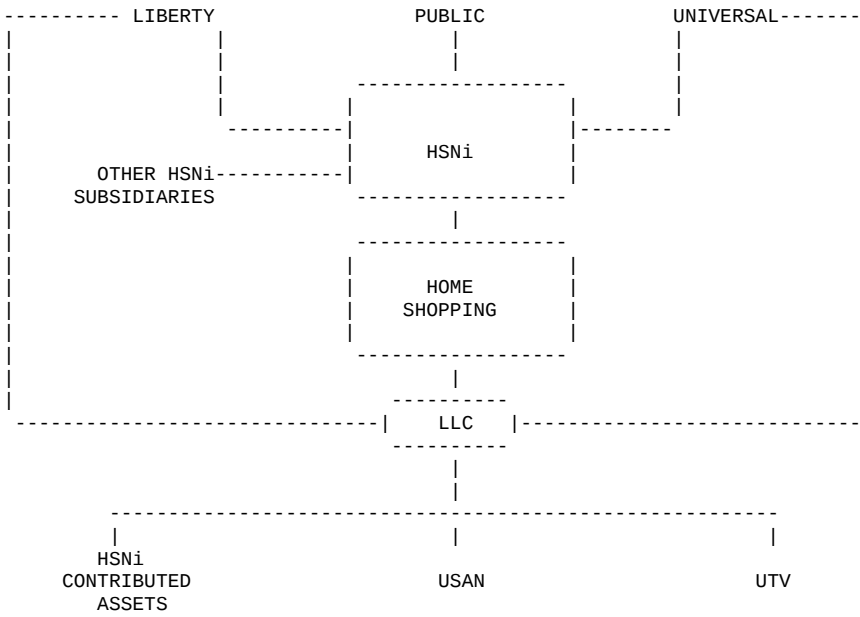 LIBERTY PUBLIC UNIVERSAL
HSNi
OTHER HSNi
SUBSIDIARIES
HOME
SHOPPING
LLC
HSNi
CONTRIBUTED USAN UTV
ASSETS